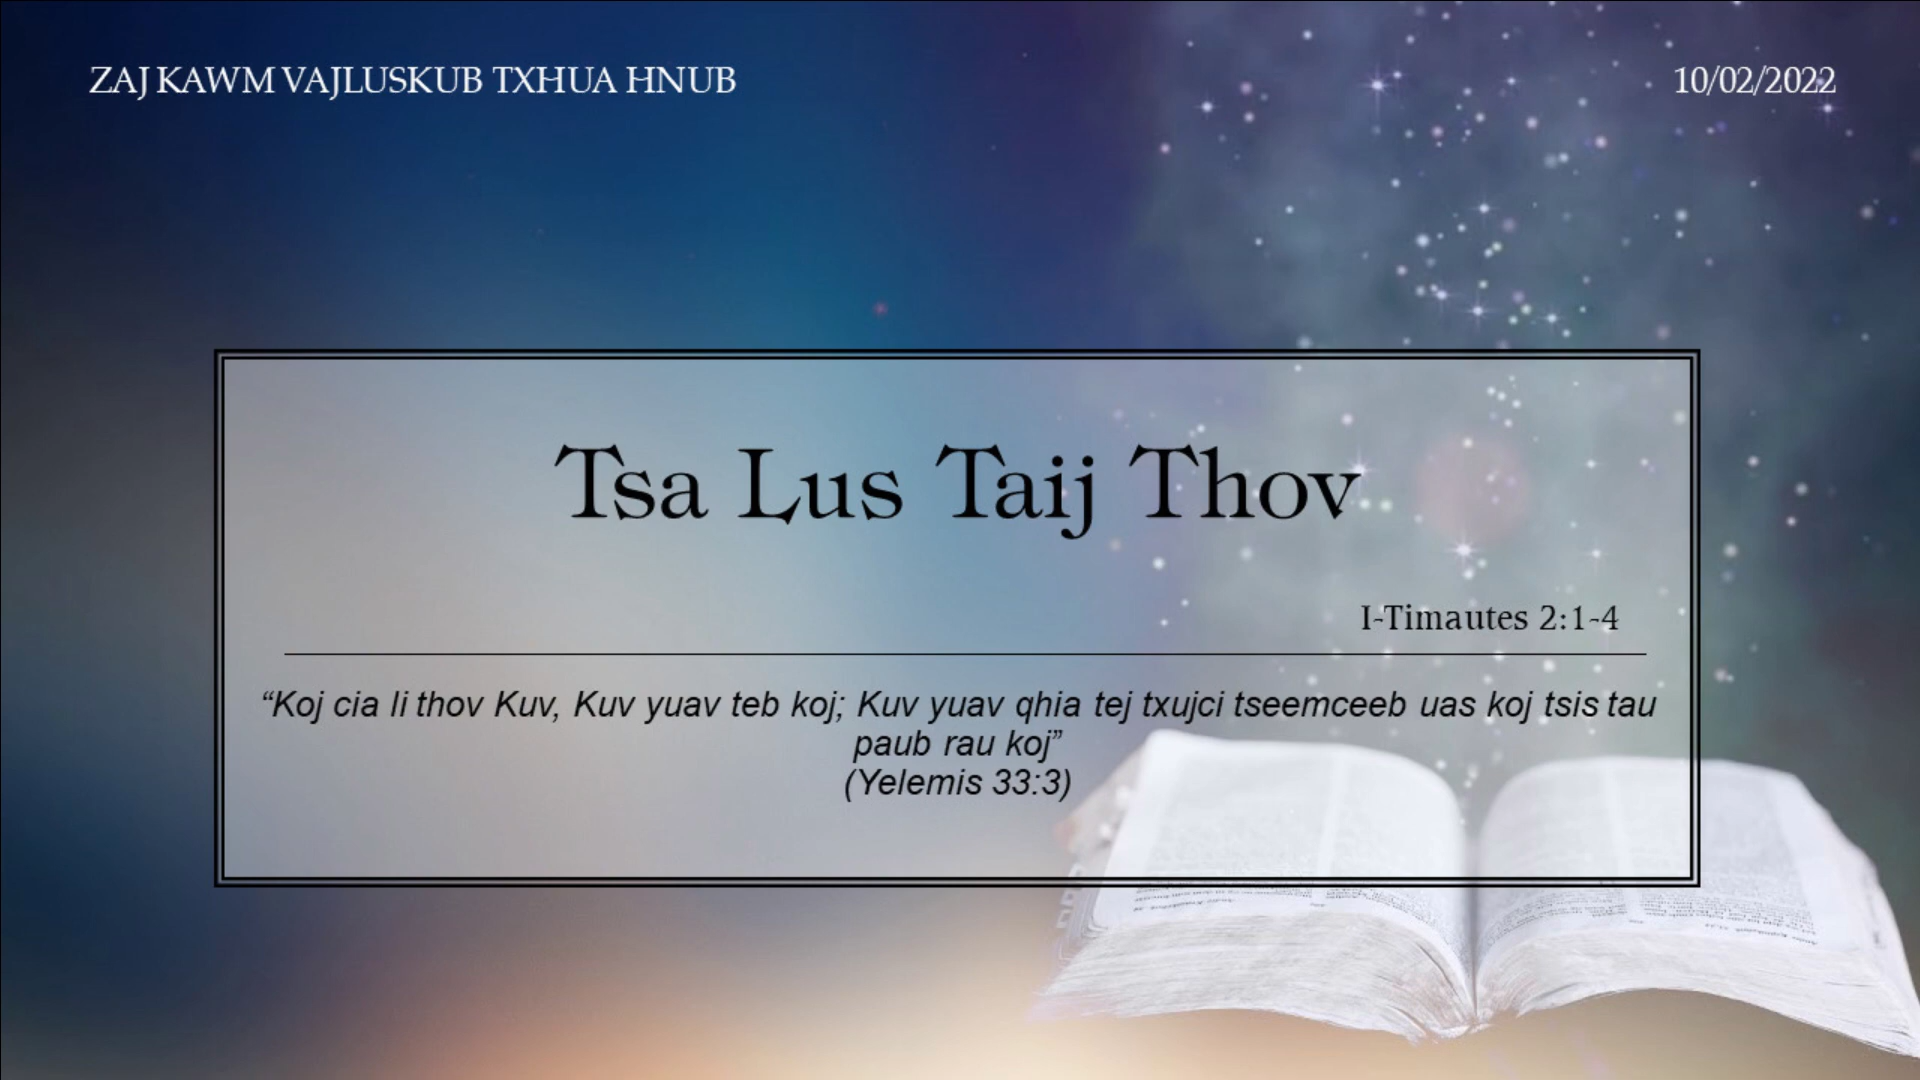 ZAJ KAWM VAJLUSKUB TXHUA HNUB
10/02/2022
Tsa Lus Taij Thov
I-Timautes 2:1-4
“Koj cia li thov Kuv, Kuv yuav teb koj; Kuv yuav qhia tej txujci tseemceeb uas koj tsis tau
paub rau koj”
(Yelemis 33:3)